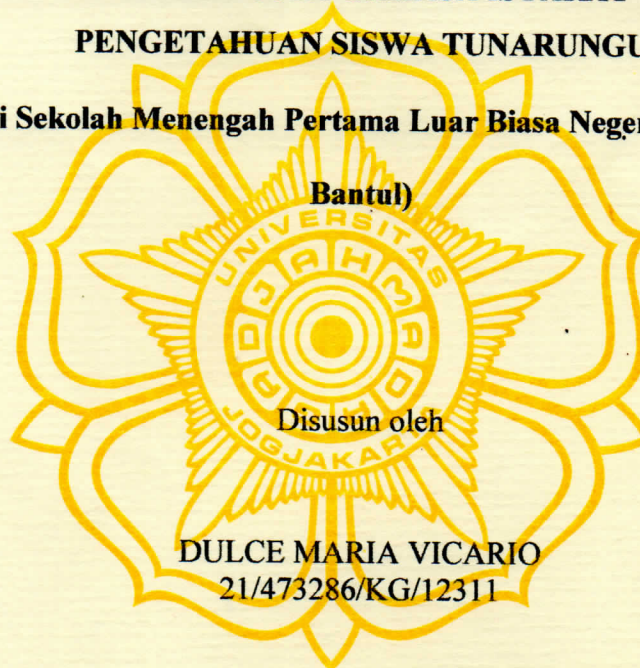 PENGETAHUAN SISWA TUNARUNGU
i Sekolah Menengah Pertama Luar Biasa Neger
Bantul)
UNIVERSITAS
GADJAH MADA
JOGJAKARTA
Disusun oleh
DULCE MARIA VICARIO
21/473286/KG/12311